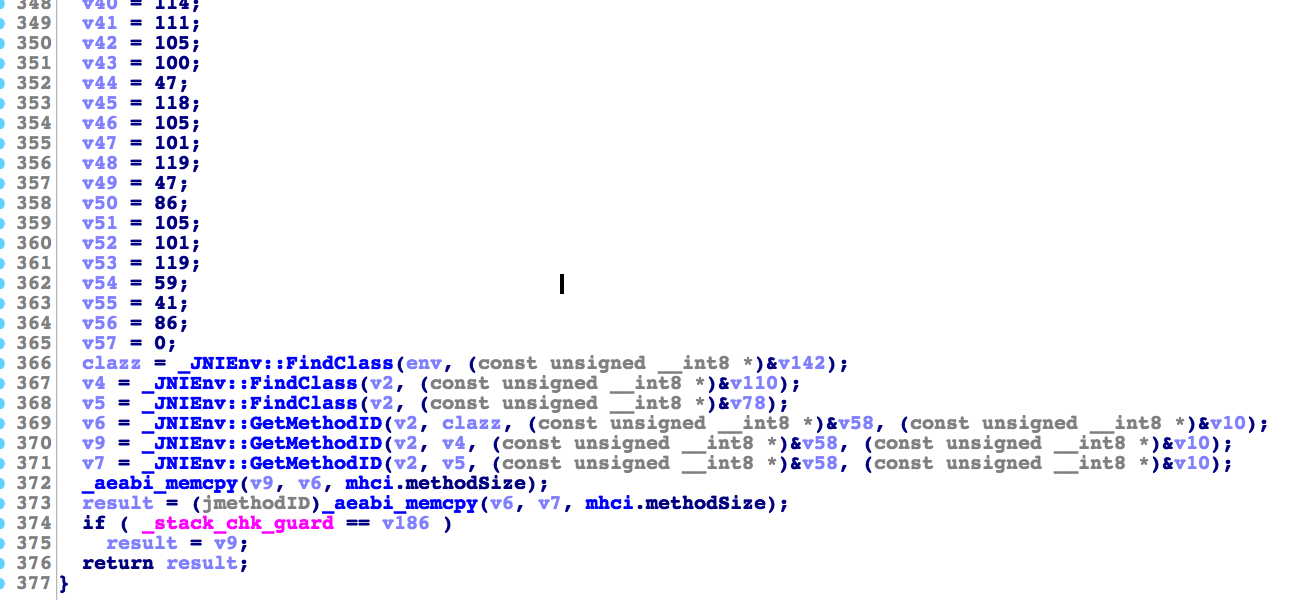 348 v40 = 114;
349 v41 = 111;
350 v42 = 105;
351 v43 = 100;
352 v44 = 47;
353 v45 = 118;
354 v46 = 105;
355 v47 = 101;
356 v48 = 119;
357 v49 = 47;
358 v50 = 86;
359 v51 = 105;
360 v52 = 101;
361 v53 = 119;
362 v54 = 59;
363 v55 = 41;
364 v56 = 86;
365 v57 = 0;
366 clazz = _JNIEnv::FindClass(env, (const unsigned __int8 *)&v142);
367 v4 = _JNIEnv::FindClass(v2, (const unsigned __int8 *)&v110);
368 v5 = _JNIEnv::FindClass(v2, (const unsigned __int8 *)&v78);
369 v6 = _JNIEnv::GetMethodID(v2, clazz, (const unsigned __int8 *)&v58, (const unsigned __int8 *)&v10);
370 v9 = _JNIEnv::GetMethodID(v2, v4, (const unsigned __int8 *)&v58, (const unsigned __int8 *)&v10);
371 v7 = _JNIEnv::GetMethodID(v2, v5, (const unsigned __int8 *)&v58, (const unsigned __int8 *)&v10);
372 _aeabi_memcpy(v9, v6, mhci.methodSize);
373 result = (jmethodID)_aeabi_memcpy(v6, v7, mhci.methodSize);
374 if ( _stack_chk_guard == v186 )
375 result = v9;
376 return result;
377 }